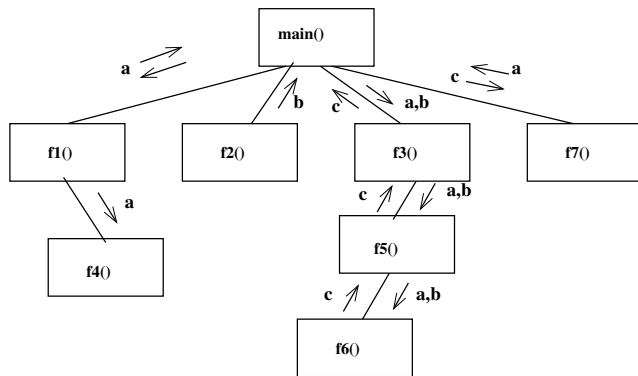 main()
a
a
c
b
c
a,b
f1()
f2()
f3()
f7()
a
c
a,b
f5()
f4()
c
a,b
f6()